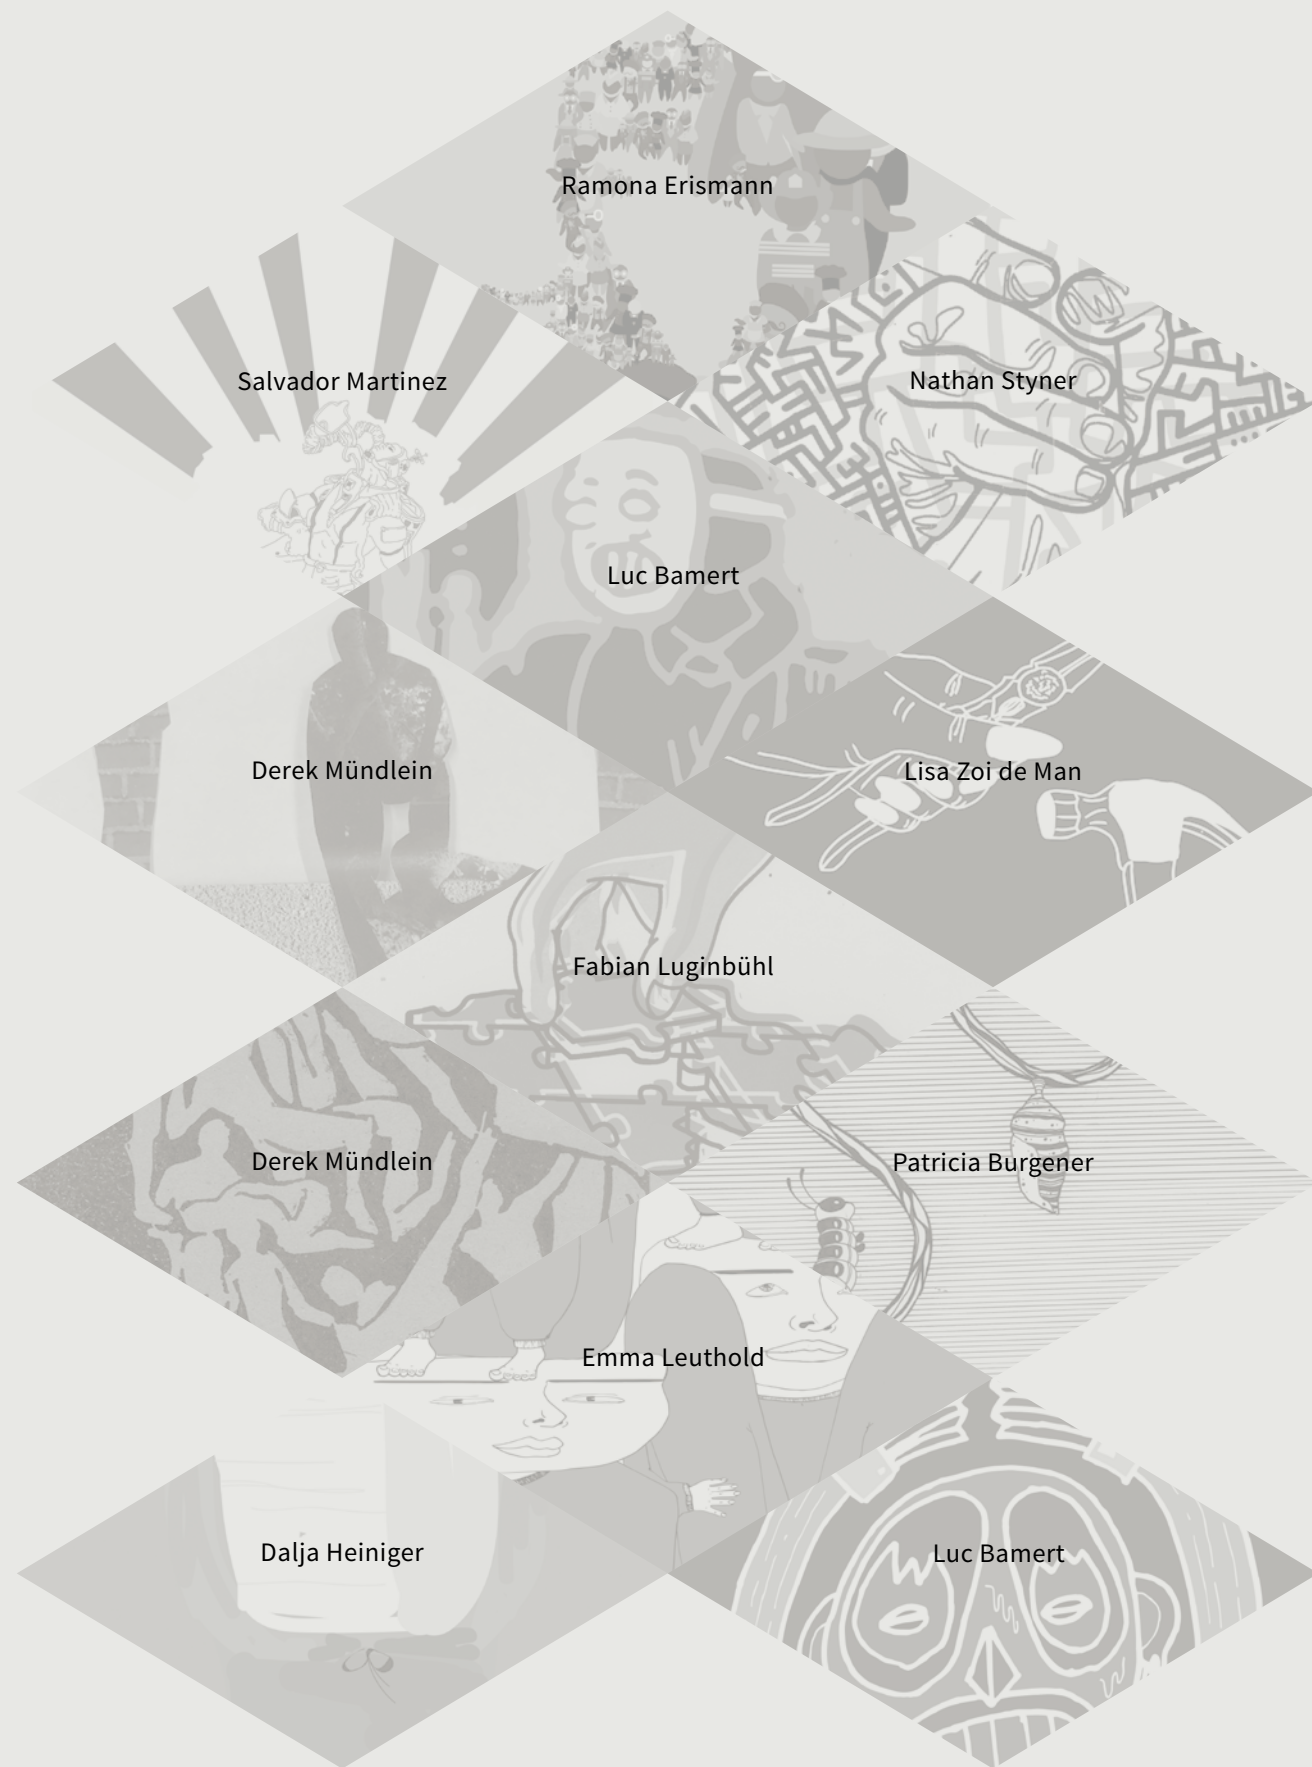 Ramona Erismann
Salvador Martinez
Nathan Styner
Luc Bamert
Derek Mündlein
Lisa Zoi de Man
Fabian Luginbühl
Derek Mündlein
Patricia Burgener
Emma Leuthold
Dalja Heiniger
Luc Bamert